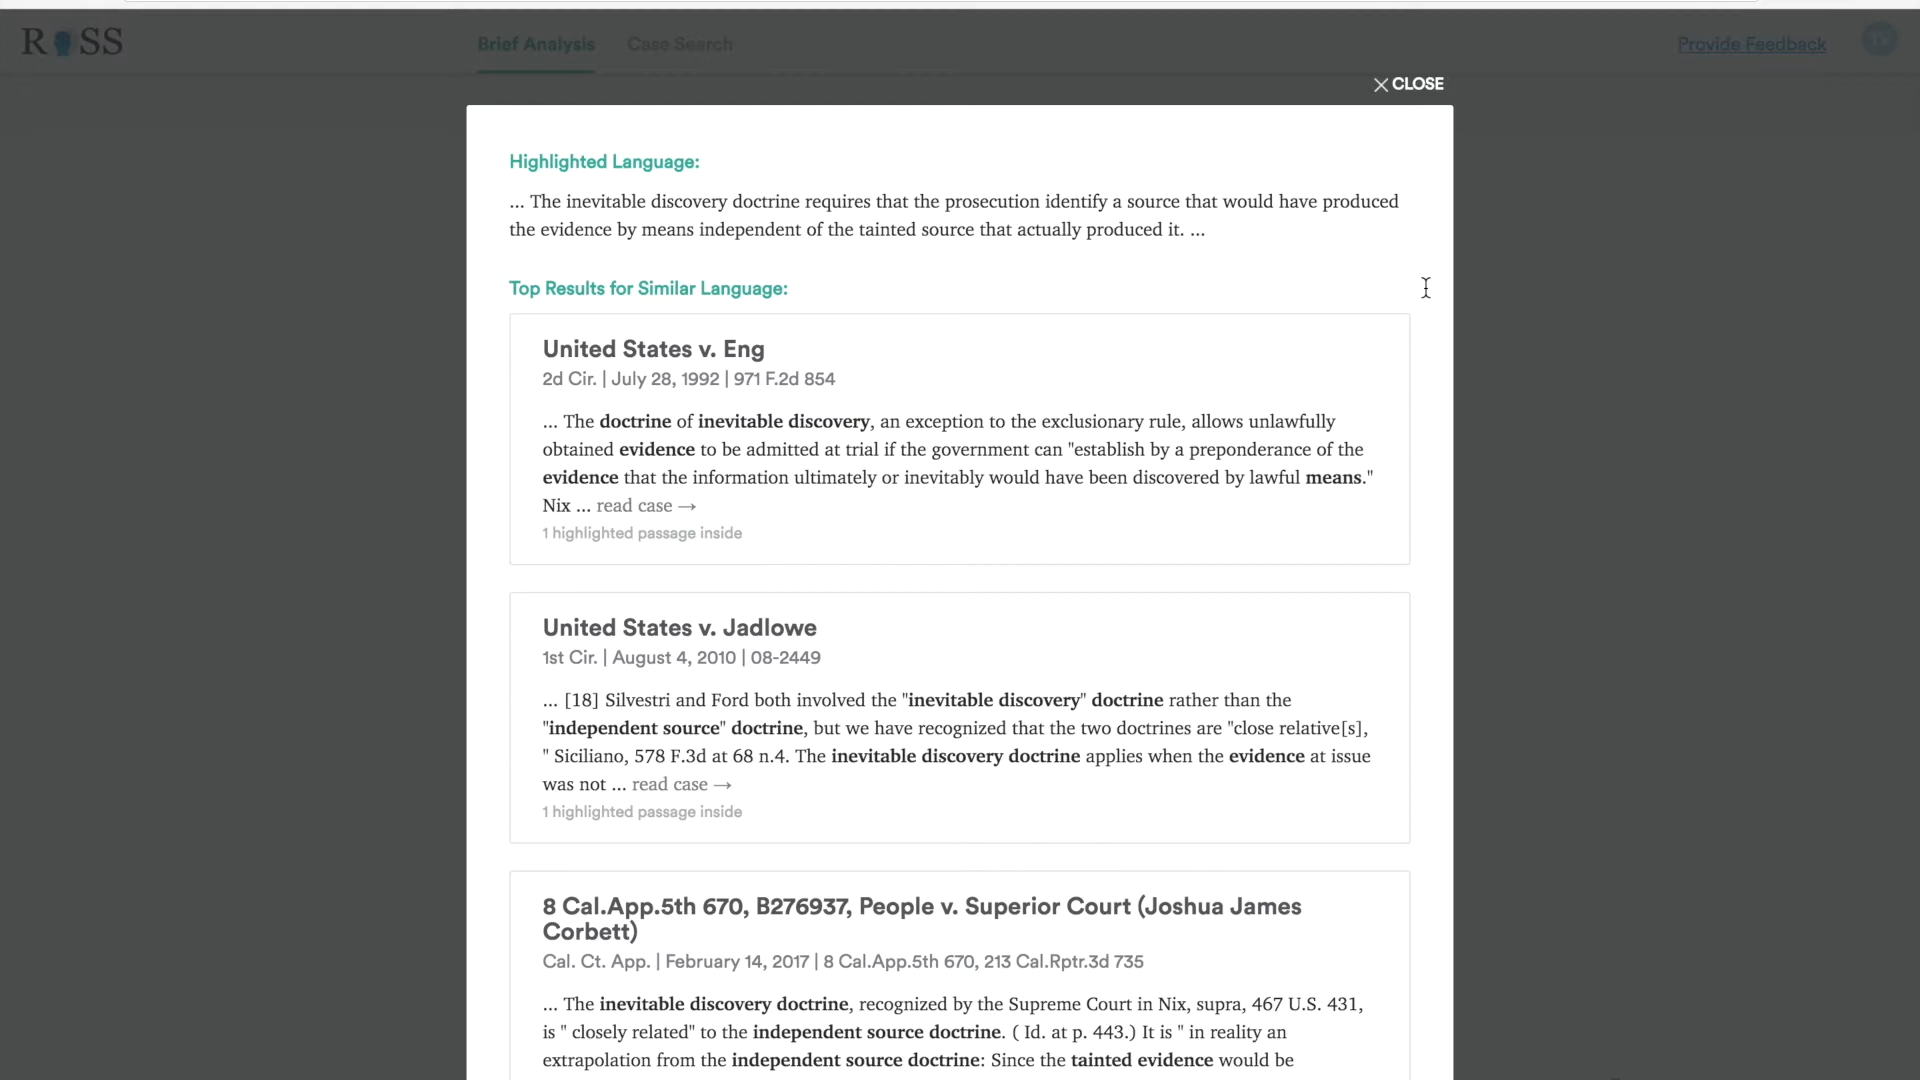 R SS
Brief Analysis
Case Search
Provide Feedback
CLOSE
Highlighted Language:
... The inevitable discovery doctrine requires that the prosecution identify a source that would have produced
the evidence by means independent of the tainted source that actually produced it. ...
Top Results for Similar Language:
United States v. Eng
2d Cir. | July 28, 1992 | 971 F.2d 854
... The doctrine of inevitable discovery, an exception to the exclusionary rule, allows unlawfully
obtained evidence to be admitted at trial if the government can "establish by a preponderance of the
evidence that the information ultimately or inevitably would have been discovered by lawful means."
Nix ... read case →
1 highlighted passage inside
United States v. Jadlowe
1st Cir. | August 4, 2010 | 08-2449
... [18] Silvestri and Ford both involved the "inevitable discovery" doctrine rather than the
"independent source" doctrine, but we have recognized that the two doctrines are "close relative[s],
" Siciliano, 578 F.3d at 68 n.4. The inevitable discovery doctrine applies when the evidence at issue
was not ... read case →
1 highlighted passage inside
8 Cal.App.5th 670, B276937, People v. Superior Court (Joshua James
Corbett)
Cal. Ct. App. | February 14, 2017 | 8 Cal.App.5th 670, 213 Cal.Rptr.3d 735
... The inevitable discovery doctrine, recognized by the Supreme Court in Nix, supra, 467 U.S. 431,
is " closely related" to the independent source doctrine. ( Id. at p. 443.) It is " in reality an
extrapolation from the independent source doctrine: Since the tainted evidence would be